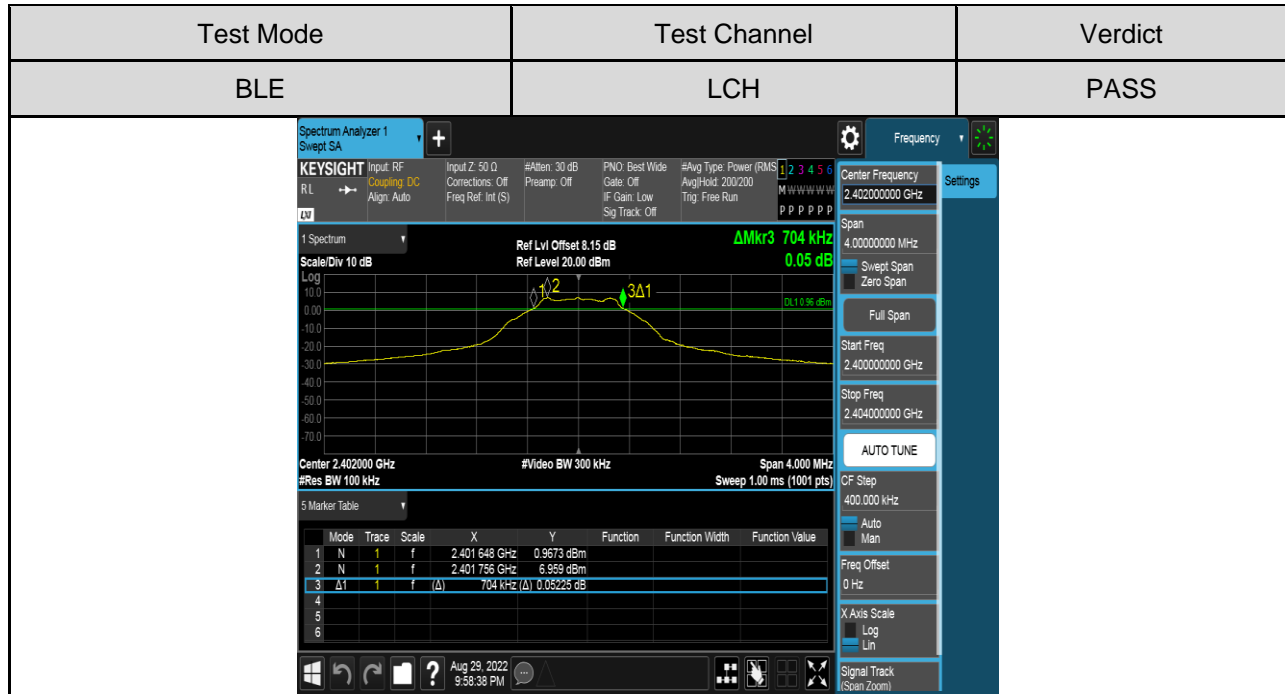 Test Mode Test Channel Verdict
BLE LCH PASS
Spectrum Analyzer 1
Swept SA
+
Frequency
KEYSIGHT Input: RF Input Z: 50 Ω #Atten: 30 dB PNO: Best Wide #Avg Type: Power (RMS 1 2 3 4 5 6
RL Coupling: DC Corrections: Off Preamp: Off Gate: Off Avg|Hold: 200/200 M W W W W W
Align: Auto Freq Ref: Int (S) IF Gain: Low Trig: Free Run
LXI Sig Track: Off P P P P P P
1 Spectrum
Scale/Div 10 dB
Ref Lvl Offset 8.15 dB
Ref Level 20.00 dBm
ΔMkr3 704 kHz
0.05 dB
Log
10.0
0.00
-10.0
-20.0
-30.0
-40.0
-50.0
-60.0
-70.0
1 2 3Δ1
DL1 0.96 dBm
Center 2.402000 GHz #Video BW 300 kHz Span 4.000 MHz
#Res BW 100 kHz Sweep 1.00 ms (1001 pts)
5 Marker Table
Mode Trace Scale X Y Function Function Width Function Value
1 N 1 f 2.401 648 GHz 0.9673 dBm
2 N 1 f 2.401 756 GHz 6.959 dBm
3 Δ1 1 f (Δ) 704 kHz (Δ) 0.05225 dB
4
5
6
? Aug 29, 2022
9:58:38 PM
Center Frequency
2.402000000 GHz
Settings
Span
4.00000000 MHz
Swept Span
Zero Span
Full Span
Start Freq
2.400000000 GHz
Stop Freq
2.404000000 GHz
AUTO TUNE
CF Step
400.000 kHz
Auto
Man
Freq Offset
0 Hz
X Axis Scale
Log
Lin
Signal Track
(Span Zoom)